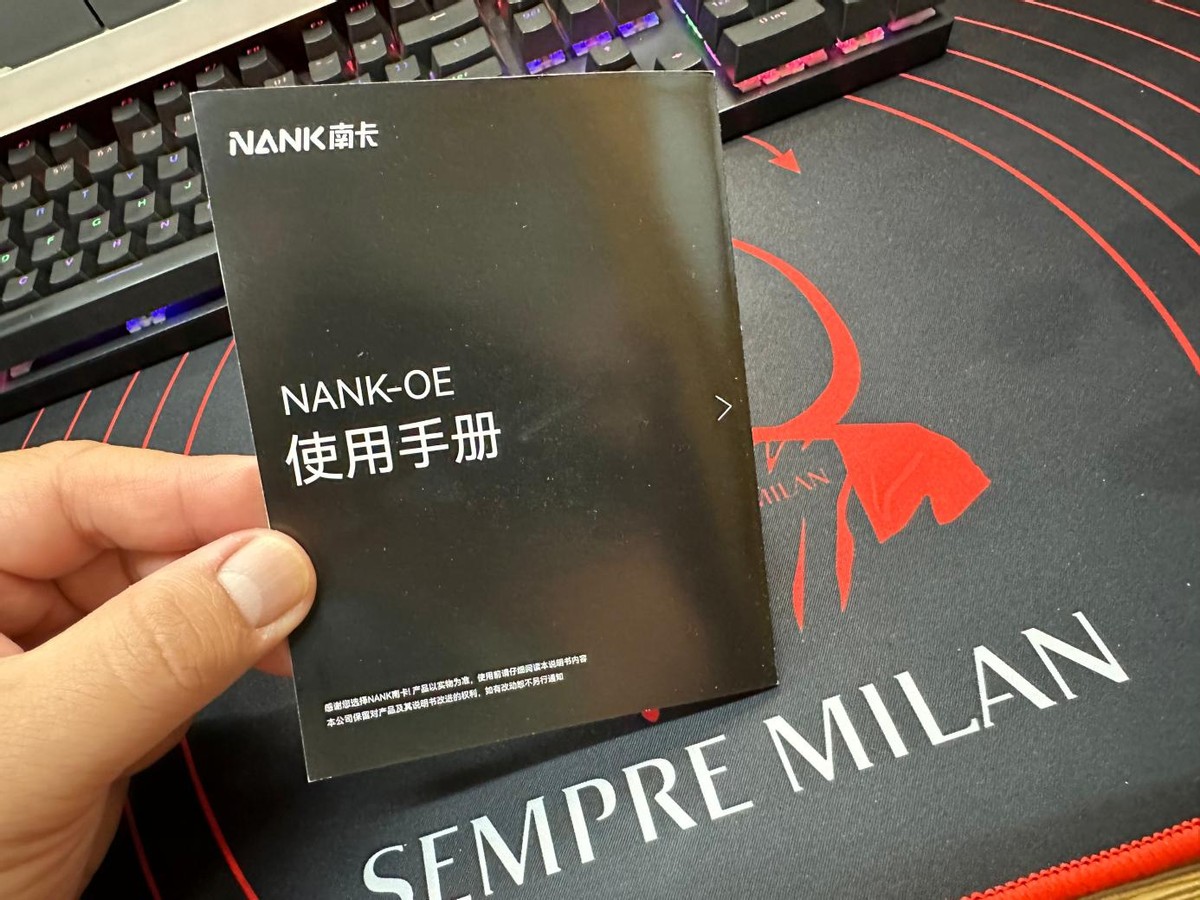 NANK南卡
NANK-OE
使用手册
感谢您选择NANK南卡! 产品以实物为准，使用前请仔细阅读本说明书内容
本公司保留对产品及其说明书改进的权利，如有改动恕不另行通知
MILAN
SEMPRE MILAN